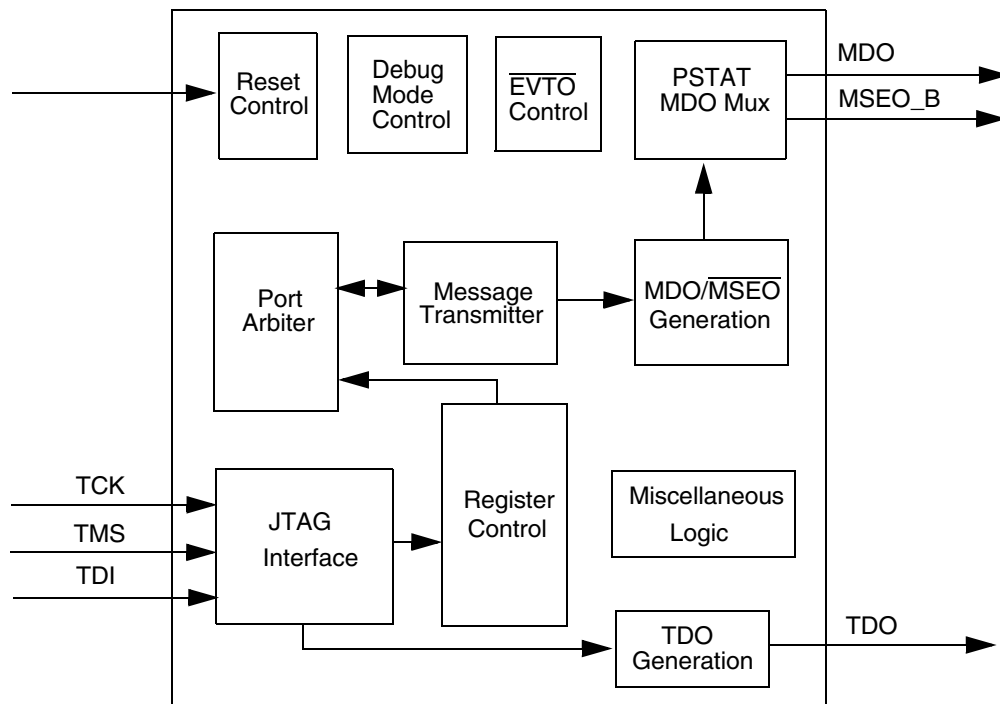 Reset
Control
Debug
Mode
Control
EVTO
Control
PSTAT
MDO Mux
MDO
MSEO_B
Port
Arbiter
Message
Transmitter
MDO/MSEO
Generation
TCK
TMS
TDI
JTAG
Interface
Register
Control
Miscellaneous
Logic
TDO
Generation
TDO